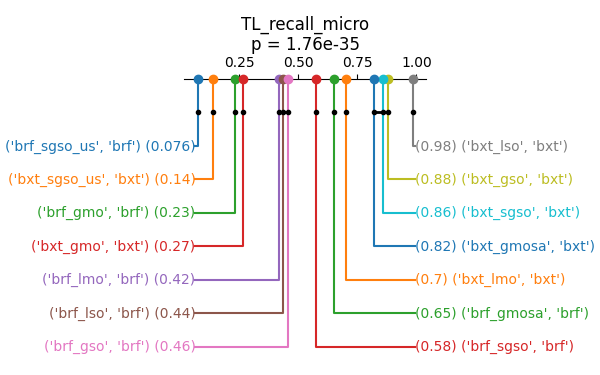 TL_recall_micro
p = 1.76e-35
0.25 0.50 0.75 1.00
('brf_sgso_us', 'brf') (0.076)
(0.98) ('bxt_lso', 'bxt')
('bxt_sgso_us', 'bxt') (0.14)
(0.88) ('bxt_gso', 'bxt')
('brf_gmo', 'brf') (0.23)
(0.86) ('bxt_sgso', 'bxt')
('bxt_gmo', 'bxt') (0.27)
(0.82) ('bxt_gmosa', 'bxt')
('brf_lmo', 'brf') (0.42)
(0.7) ('bxt_lmo', 'bxt')
('brf_lso', 'brf') (0.44)
(0.65) ('brf_gmosa', 'brf')
('brf_gso', 'brf') (0.46)
(0.58) ('brf_sgso', 'brf')